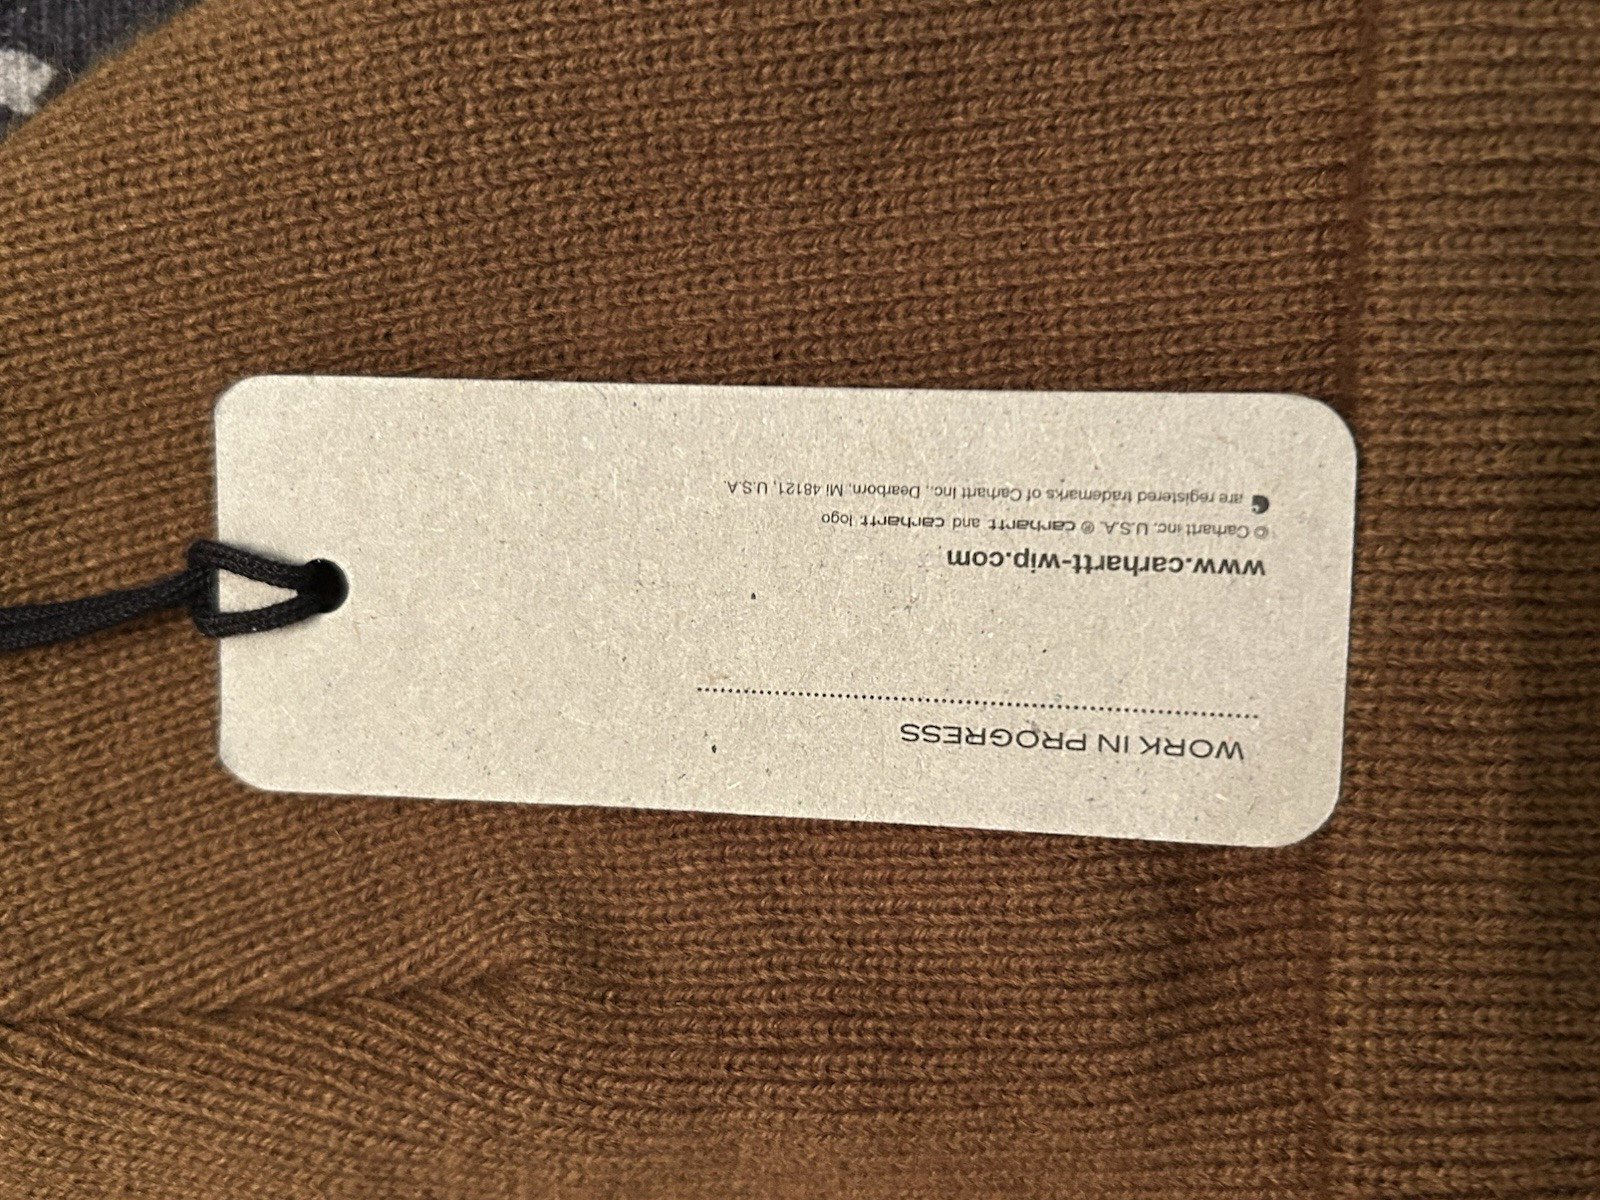 WORK IN PROGRESS
www.carhartt-wip.com
© Carhartt Inc. U.S.A. ® carhartt and carhartt logo
are registered trademarks of Carhartt Inc., Dearborn, Mi 48121, U.S.A.